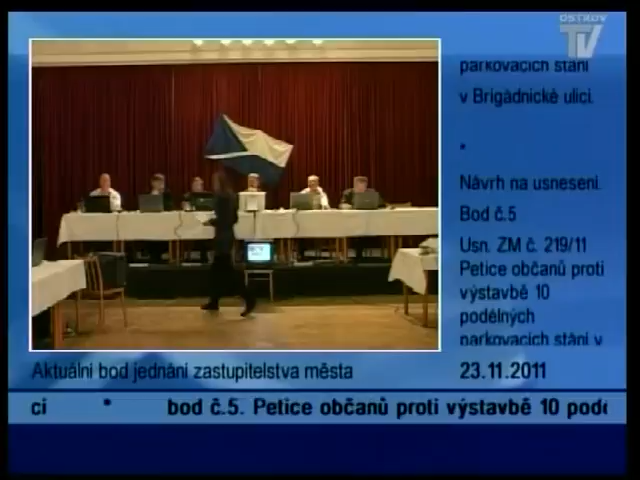 OSTROV
TV
parkovacích stání
v Brigádnické ulici.
*
Návrh na usnesení.
Bod č.5
Usn. ZM č. 219/11
Petice občanů proti
výstavbě 10
podélných
parkovacích stání v
Aktuální bod jednání zastupitelstva města
23.11.2011
ci * bod č.5. Petice občanů proti výstavbě 10 podé